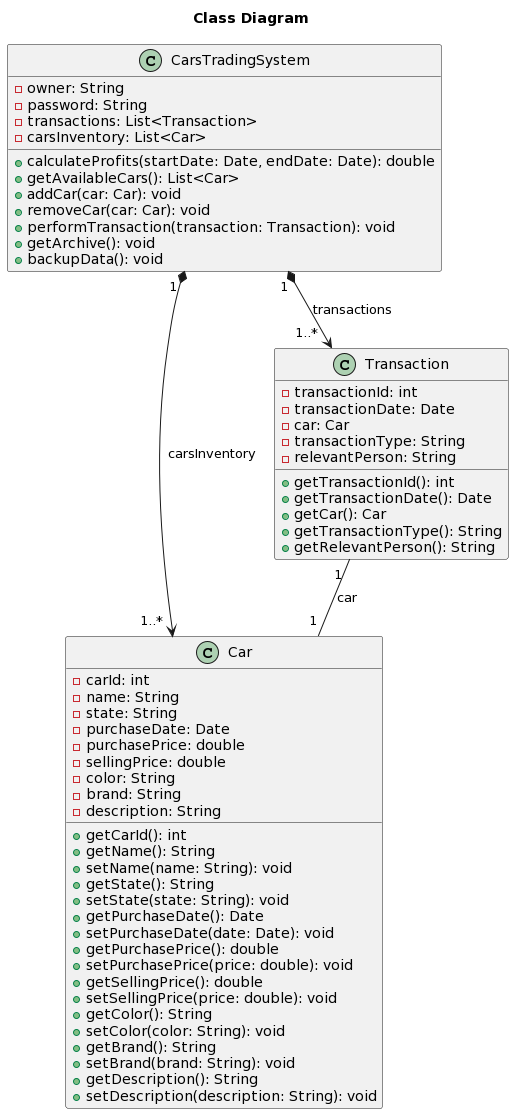 Class Diagram
C CarsTradingSystem
owner: String
password: String
transactions: List<Transaction>
carsInventory: List<Car>
calculateProfits(startDate: Date, endDate: Date): double
getAvailableCars(): List<Car>
addCar(car: Car): void
removeCar(car: Car): void
performTransaction(transaction: Transaction): void
getArchive(): void
backupData(): void
1
1
transactions
1..*
C Transaction
transactionId: int
transactionDate: Date
car: Car
transactionType: String
relevantPerson: String
getTransactionId(): int
getTransactionDate(): Date
getCar(): Car
getTransactionType(): String
getRelevantPerson(): String
carsInventory
1
car
1..*
1
C Car
carId: int
name: String
state: String
purchaseDate: Date
purchasePrice: double
sellingPrice: double
color: String
brand: String
description: String
getCarId(): int
getName(): String
setName(name: String): void
getState(): String
setState(state: String): void
getPurchaseDate(): Date
setPurchaseDate(date: Date): void
getPurchasePrice(): double
setPurchasePrice(price: double): void
getSellingPrice(): double
setSellingPrice(price: double): void
getColor(): String
setColor(color: String): void
getBrand(): String
setBrand(brand: String): void
getDescription(): String
setDescription(description: String): void